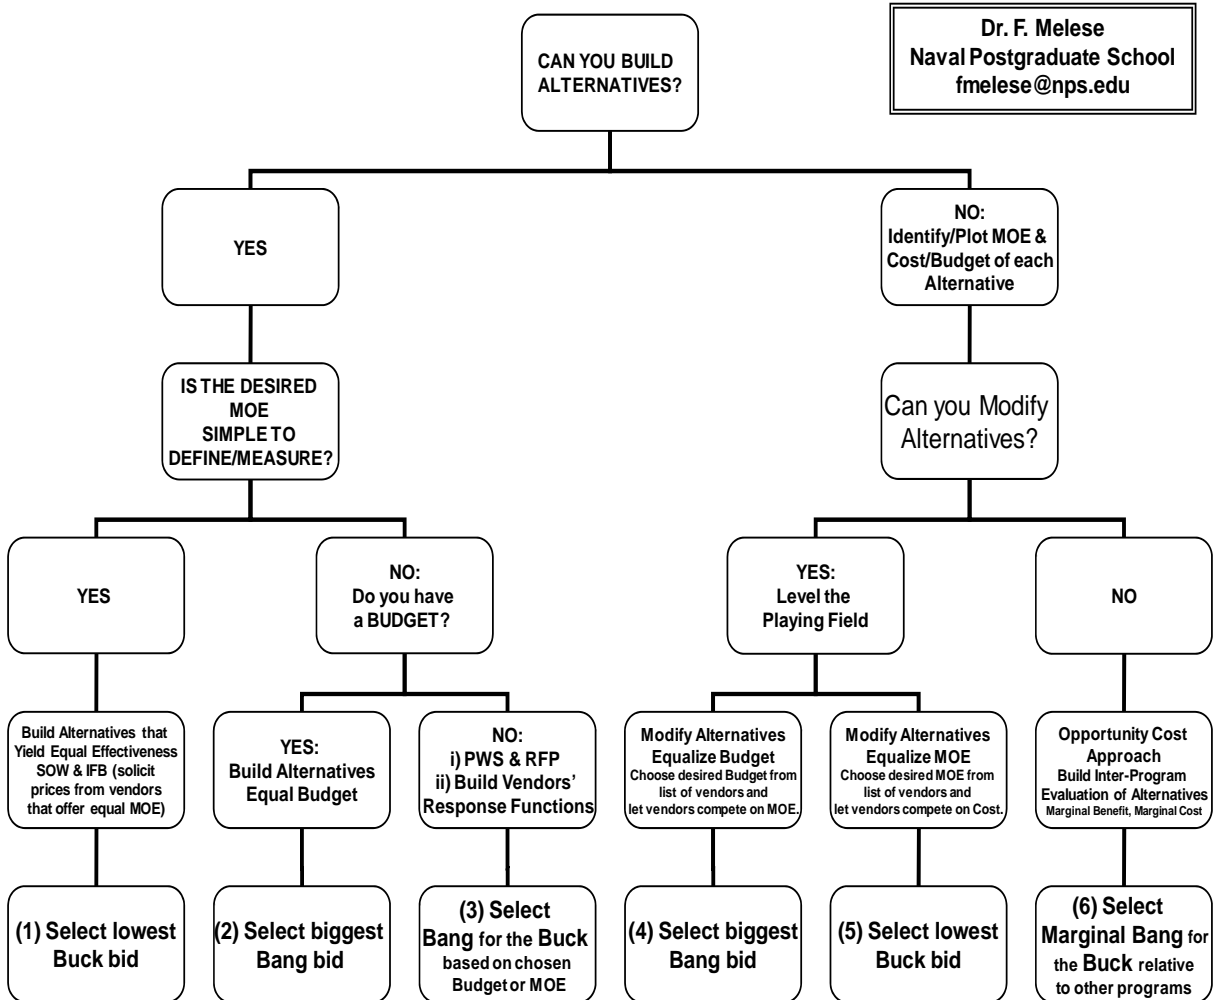 Dr. F. Melese
Naval Postgraduate School
fmelese@nps.edu
CAN YOU BUILD
ALTERNATIVES?
YES
NO:
Identify/Plot MOE &
Cost/Budget of each
Alternative
IS THE DESIRED
MOE
SIMPLE TO
DEFINE/MEASURE?
Can you Modify
Alternatives?
YES
NO:
Do you have
a BUDGET?
YES:
Level the
Playing Field
NO
Build Alternatives that
Yield Equal Effectiveness
SOW & IFB (solicit
prices from vendors
that offer equal MOE)
YES:
Build Alternatives
Equal Budget
NO:
i) PWS & RFP
ii) Build Vendors’
Response Functions
Modify Alternatives
Equalize Budget
Choose desired Budget from
list of vendors and
let vendors compete on MOE.
Modify Alternatives
Equalize MOE
Choose desired MOE from
list of vendors and
let vendors compete on Cost.
Opportunity Cost
Approach
Build Inter-Program
Evaluation of Alternatives
Marginal Benefit, Marginal Cost
(1) Select lowest
Buck bid
(2) Select biggest
Bang bid
(3) Select
Bang for the Buck
based on chosen
Budget or MOE
(4) Select biggest
Bang bid
(5) Select lowest
Buck bid
(6) Select
Marginal Bang for
the Buck relative
to other programs